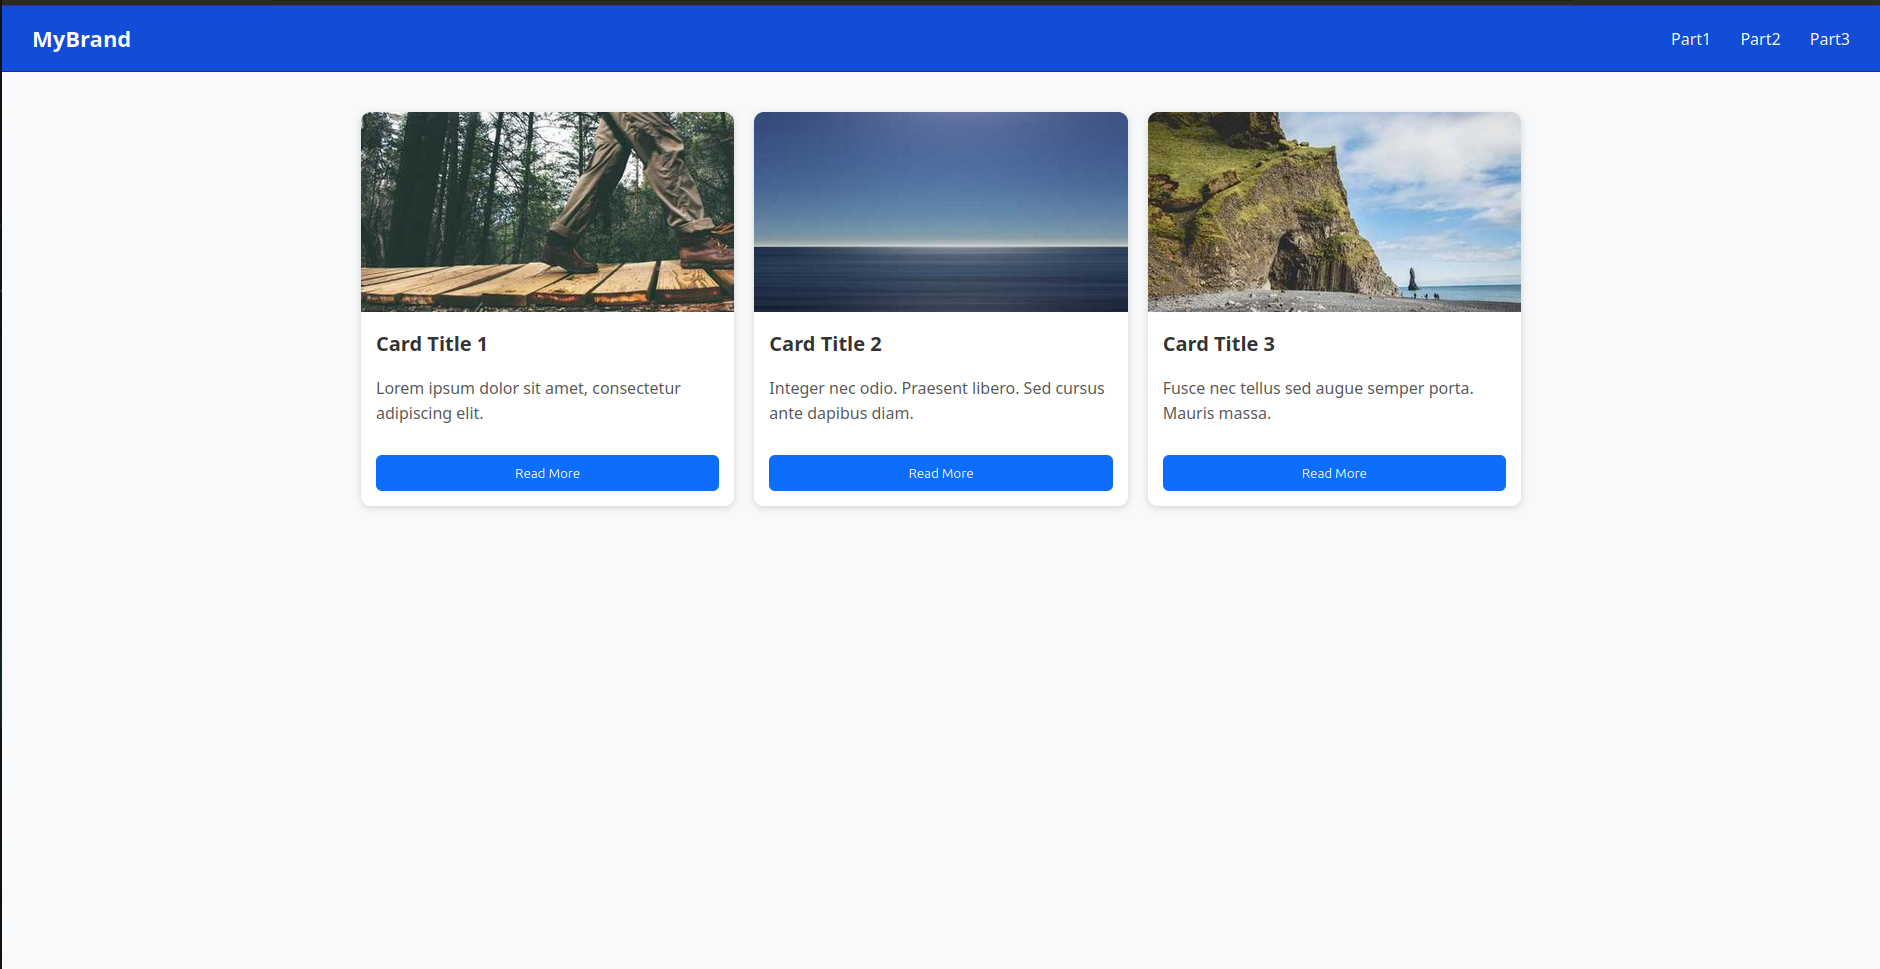 MyBrand
Part1 Part2 Part3
Card Title 1
Lorem ipsum dolor sit amet, consectetur
adipiscing elit.
Read More
Card Title 2
Integer nec odio. Praesent libero. Sed cursus
ante dapibus diam.
Read More
Card Title 3
Fusce nec tellus sed augue semper porta.
Mauris massa.
Read More